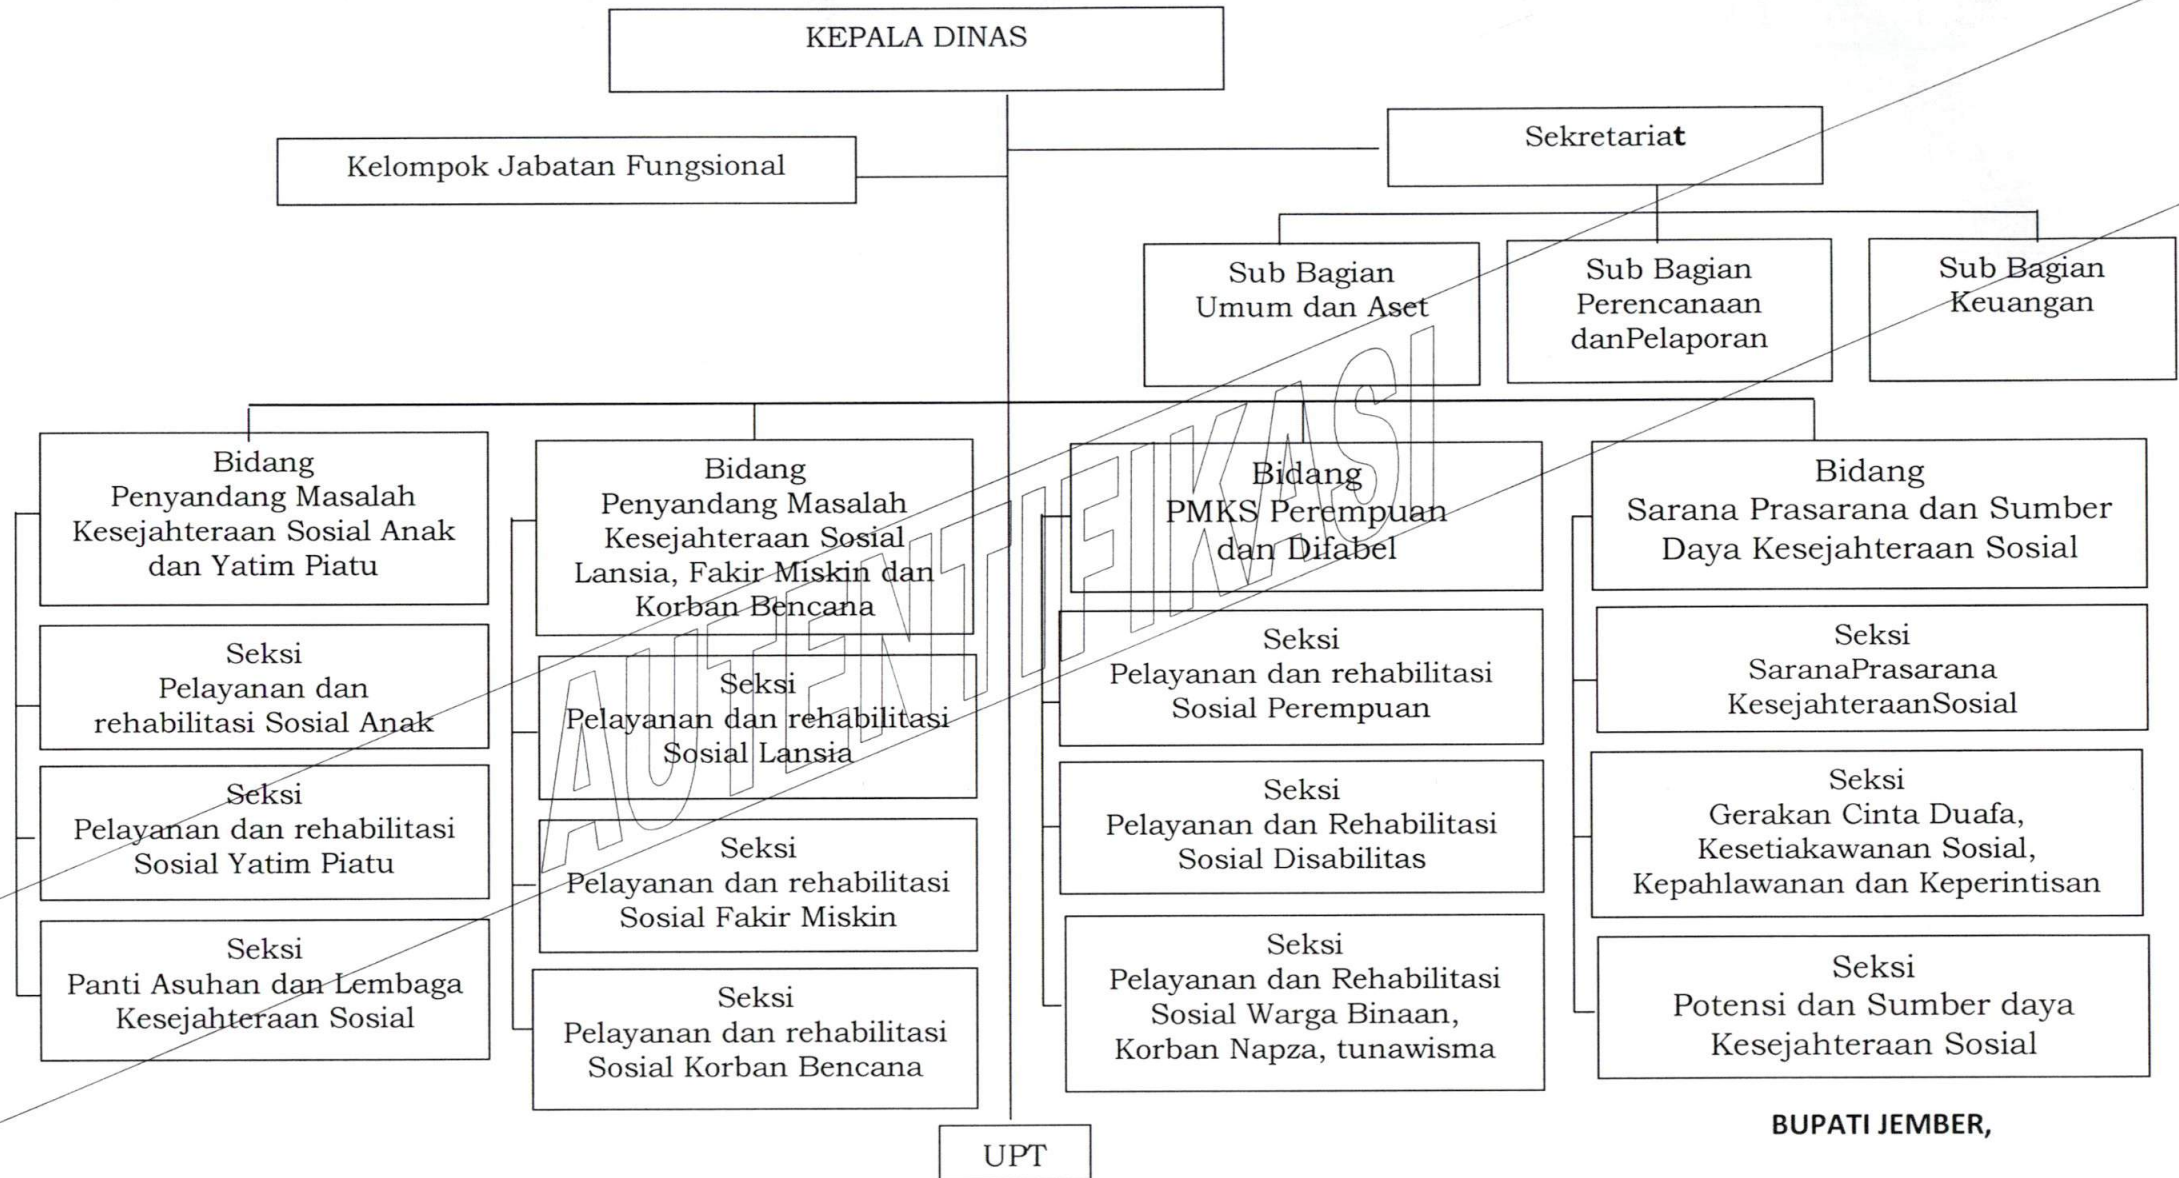 KEPALA DINAS
Kelompok Jabatan Fungsional
Sekretariat
Sub Bagian
Umum dan Aset
Sub Bagian
Perencanaan
danPelaporan
Sub Bagian
Keuangan
Bidang
Penyandang Masalah
Kesejahteraan Sosial Anak
dan Yatim Piatu
Seksi
Pelayanan dan
rehabilitasi Sosial Anak
Seksi
Pelayanan dan rehabilitasi
Sosial Yatim Piatu
Seksi
Panti Asuhan dan Lembaga
Kesejahteraan Sosial
Bidang
Penyandang Masalah
Kesejahteraan Sosial
Lansia, Fakir Miskin dan
Korban Bencana
Seksi
Pelayanan dan rehabilitasi
Sosial Lansia
Seksi
Pelayanan dan rehabilitasi
Sosial Fakir Miskin
Seksi
Pelayanan dan rehabilitasi
Sosial Korban Bencana
Bidang
PMKS Perempuan
dan Difabel
Seksi
Pelayanan dan rehabilitasi
Sosial Perempuan
Seksi
Pelayanan dan Rehabilitasi
Sosial Disabilitas
Seksi
Pelayanan dan Rehabilitasi
Sosial Warga Binaan,
Korban Napza, tunawisma
Bidang
Sarana Prasarana dan Sumber
Daya Kesejahteraan Sosial
Seksi
SaranaPrasarana
KesejahteraanSosial
Seksi
Gerakan Cinta Duafa,
Kesetiakawanan Sosial,
Kepahlawanan dan Keperintisan
Seksi
Potensi dan Sumber daya
Kesejahteraan Sosial
AUTENTIFIKASI
UPT
BUPATI JEMBER,